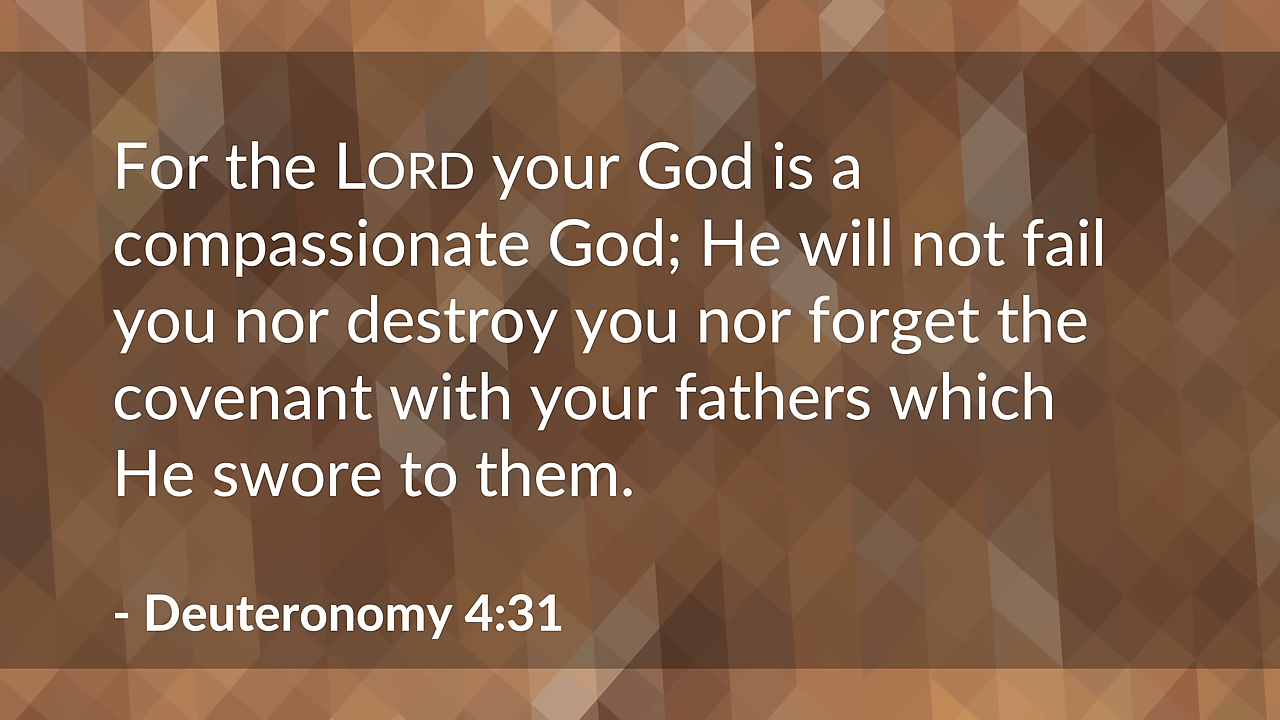 For the LORD your God is a
compassionate God; He will not fail
you nor destroy you nor forget the
covenant with your fathers which
He swore to them.
- Deuteronomy 4:31